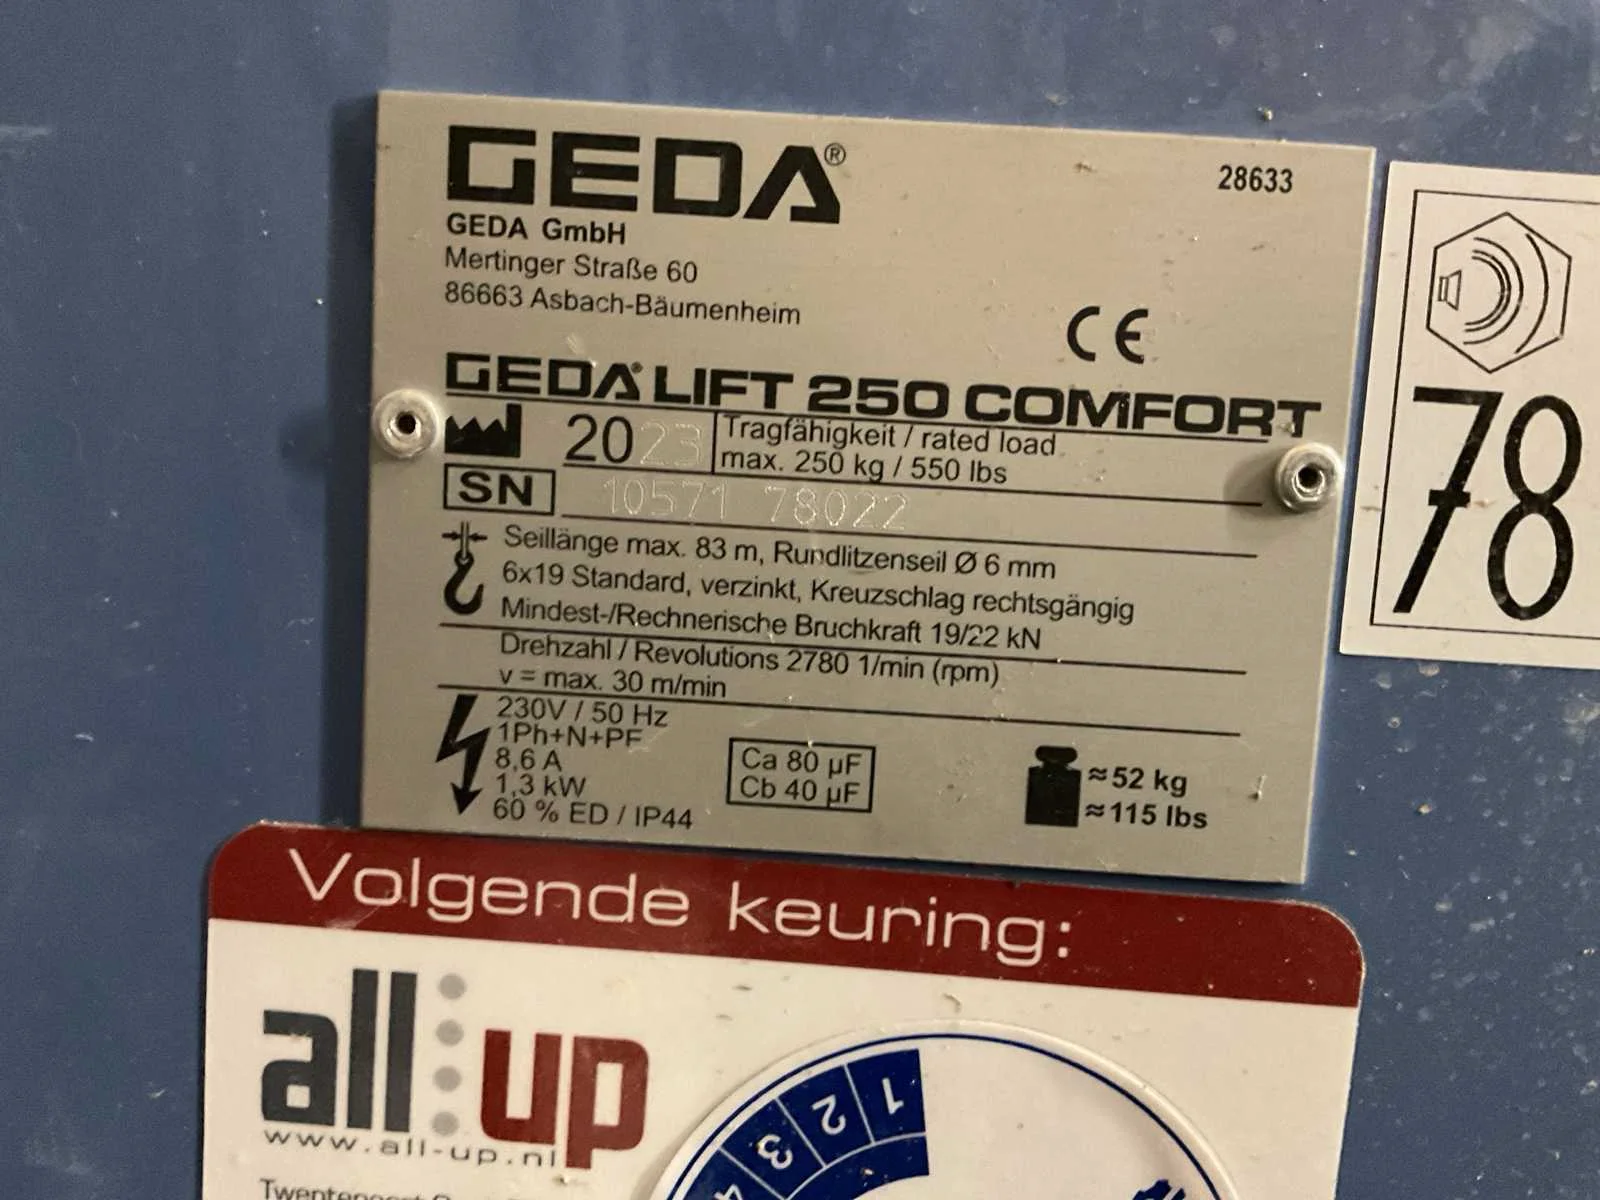 GEDA®
28633
GEDA GmbH
Mertinger Straße 60
86663 Asbach-Bäumenheim
CE
GEDA® LIFT 250 COMFORT
2023
Tragfähigkeit / rated load
max. 250 kg / 550 lbs
SN 10571 78022
Seillänge max. 83 m, Rundlitzenseil Ø 6 mm
6x19 Standard, verzinkt, Kreuzschlag rechtsgängig
Mindest-/Rechnerische Bruchkraft 19/22 kN
Drehzahl / Revolutions 2780 1/min (rpm)
v = max. 30 m/min
230V / 50 Hz
1Ph+N+PE
8,6 A
1,3 kW
60 % ED / IP44
Ca 80 µF
Cb 40 µF
≈52 kg
≈115 lbs
78
Volgende keuring:
all up
www.all-up.nl
1
2
3
4